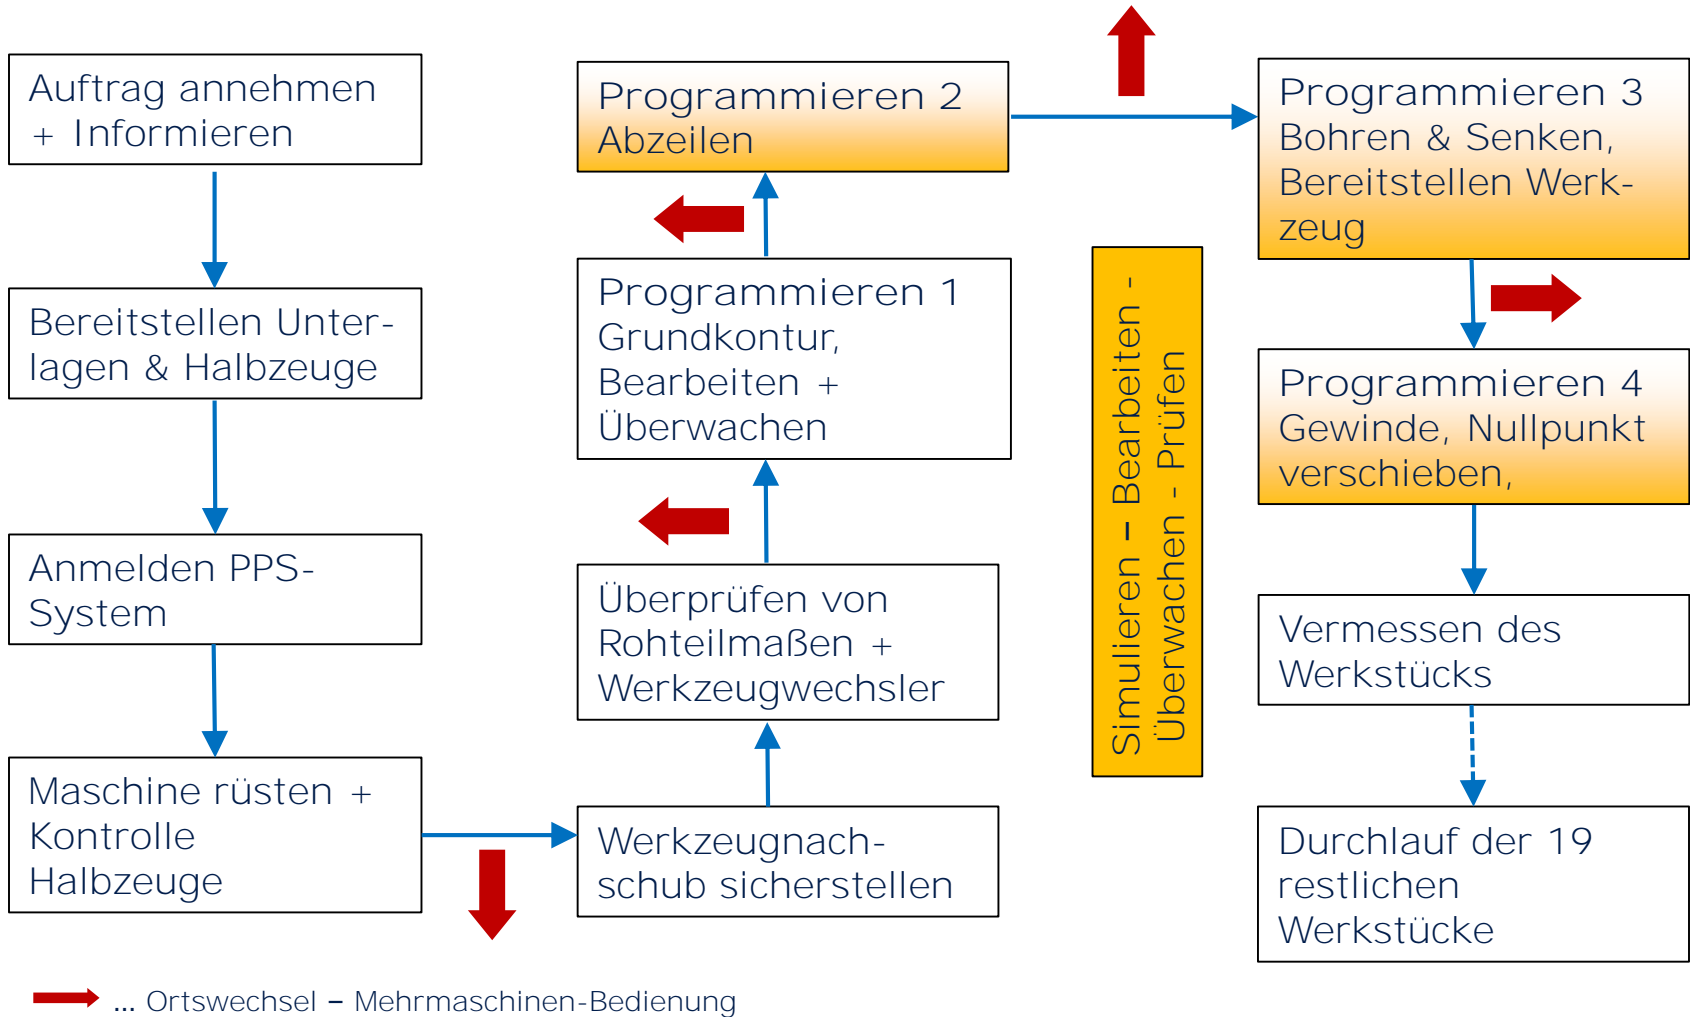 Auftrag annehmen
+ Informieren
Bereitstellen Unter-
lagen & Halbzeuge
Anmelden PPS-
System
Maschine rüsten +
Kontrolle
Halbzeuge
Werkzeugnach-
schub sicherstellen
Überprüfen von
Rohteilmaßen +
Werkzeugwechsler
Programmieren 1
Grundkontur,
Bearbeiten +
Überwachen
Programmieren 2
Abzeilen
Simulieren – Bearbeiten -
Überwachen - Prüfen
Programmieren 3
Bohren & Senken,
Bereitstellen Werk-
zeug
Programmieren 4
Gewinde, Nullpunkt
verschieben,
Vermessen des
Werkstücks
Durchlauf der 19
restlichen
Werkstücke
... Ortswechsel – Mehrmaschinen-Bedienung